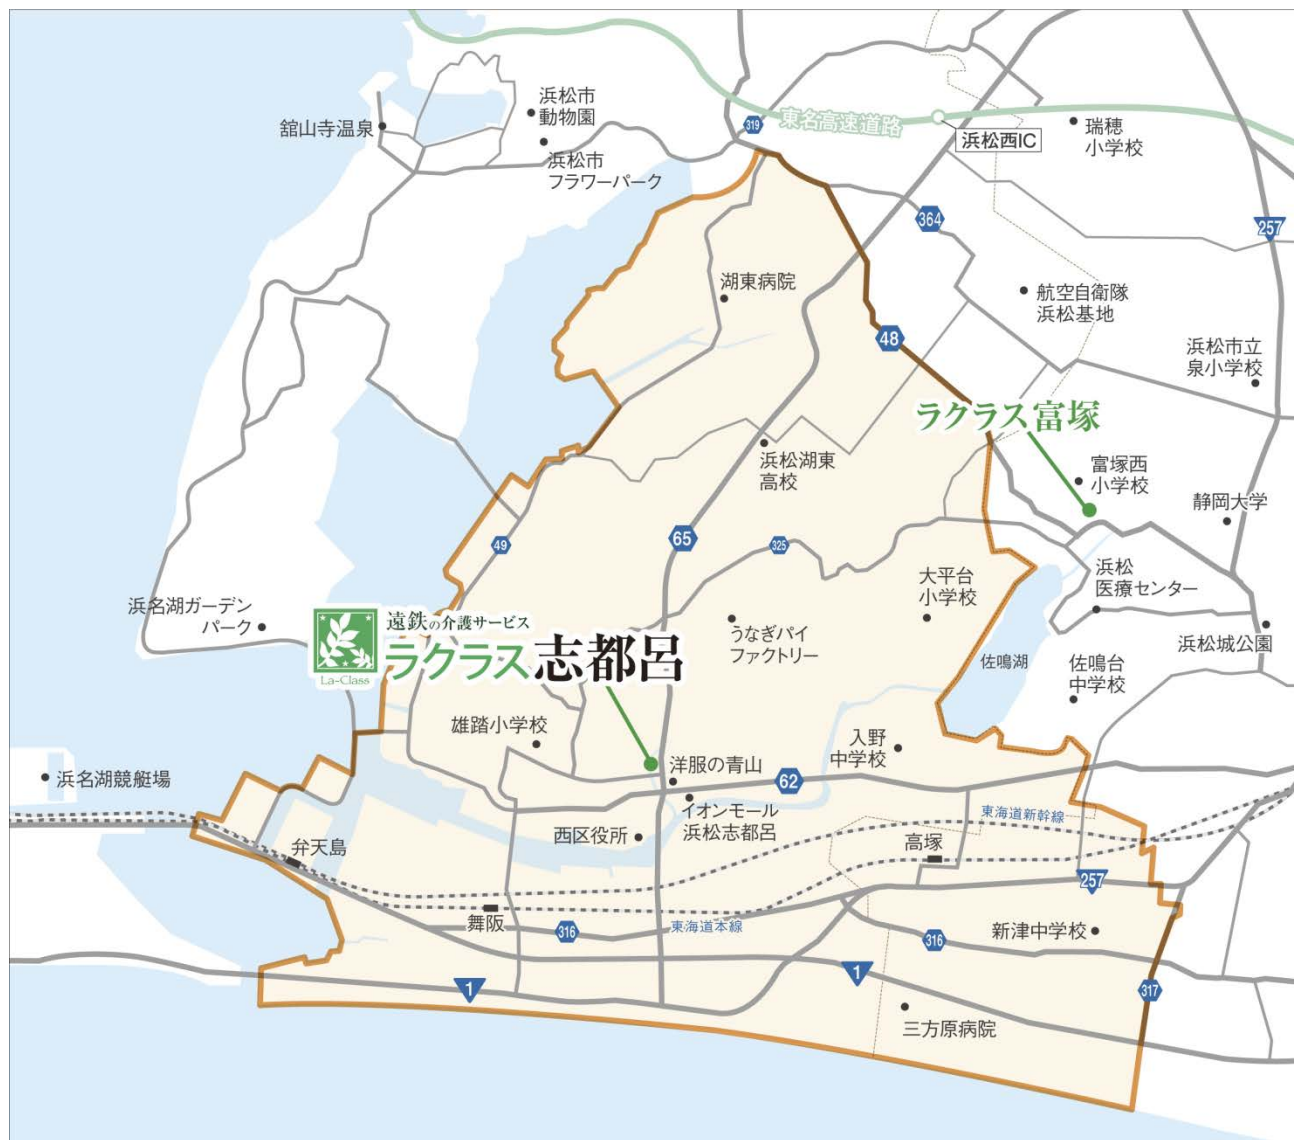 浜松市
動物園
舘山寺温泉
浜松市
フラワーパーク
319
東名高速道路
浜松西IC
瑞穂
小学校
364
257
湖東病院
航空自衛隊
浜松基地
48
浜松市立
泉小学校
ラクラス富塚
浜松湖東
高校
富塚西
小学校
静岡大学
65
49
325
大平台
小学校
浜松
医療センター
浜名湖ガーデン
パーク
La-Class
遠鉄の介護サービス
ラクラス志都呂
うなぎパイ
ファクトリー
佐鳴湖
佐鳴台
中学校
浜松城公園
雄踏小学校
入野
中学校
洋服の青山
62
浜名湖競艇場
イオンモール
浜松志都呂
西区役所
東海道新幹線
弁天島
高塚
257
舞阪
316
東海道本線
316
新津中学校
1
1
317
三方原病院